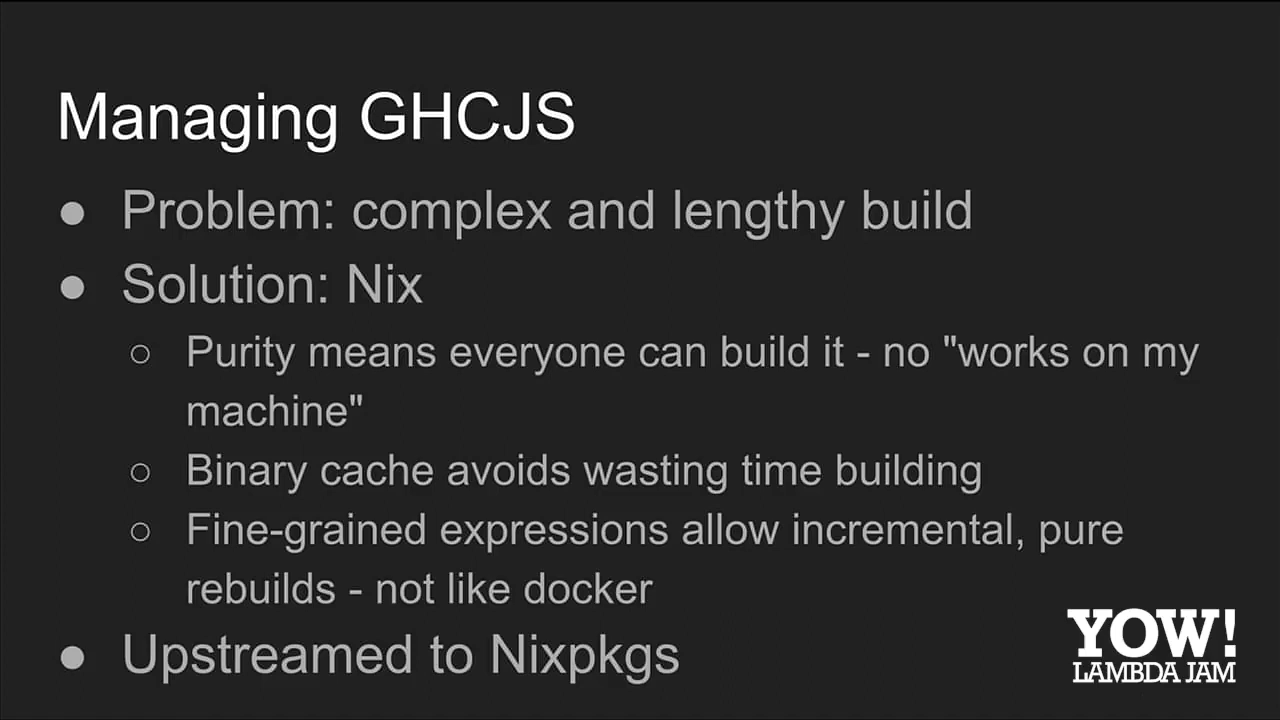 Managing GHCJS
● Problem: complex and lengthy build
● Solution: Nix
○ Purity means everyone can build it - no "works on my
machine"
○ Binary cache avoids wasting time building
○ Fine-grained expressions allow incremental, pure
rebuilds - not like docker
● Upstreamed to Nixpkgs
YOW!
LAMBDA JAM